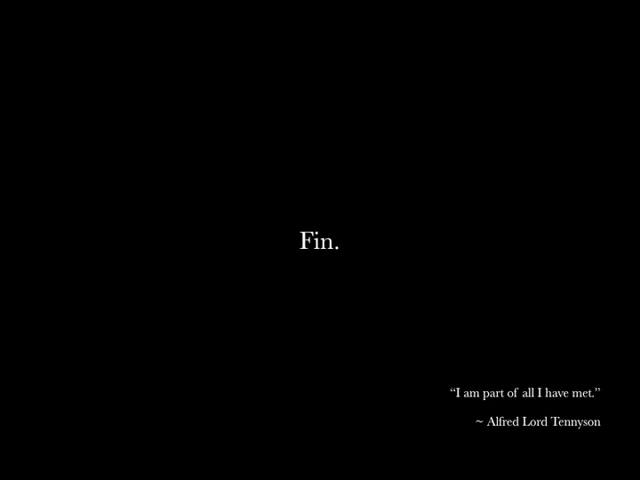 Fin.
“I am part of all I have met.”
~ Alfred Lord Tennyson